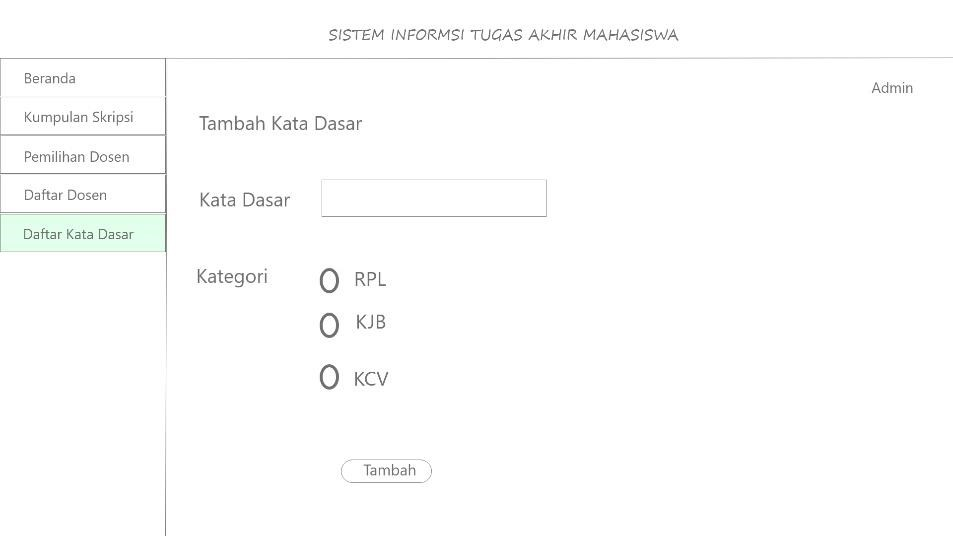 SISTEM INFORMSI TUGAS AKHIR MAHASISWA
Beranda
Kumpulan Skripsi
Pemilihan Dosen
Daftar Dosen
Daftar Kata Dasar
Admin
Tambah Kata Dasar
Kata Dasar
Kategori
RPL
KJB
KCV
Tambah